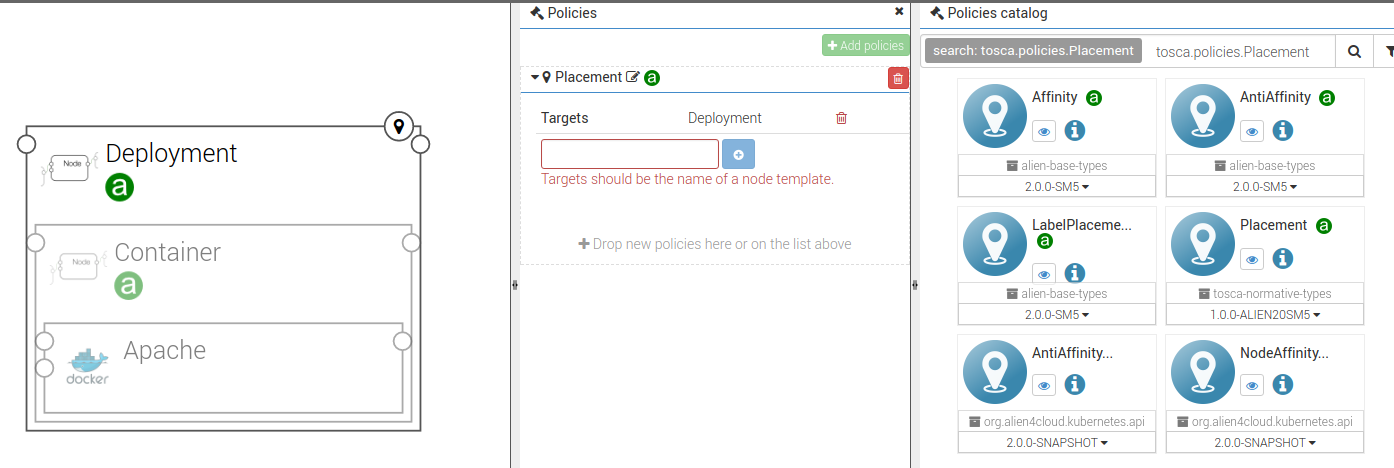 Node
Deployment
a
Node
Container
a
docker
Apache
Policies
Add policies
Placement a
Targets Deployment
Targets should be the name of a node template.
Drop new policies here or on the list above
Policies catalog
search: tosca.policies.Placement tosca.policies.Placement
Affinity a
alien-base-types
2.0.0-SM5
AntiAffinity a
alien-base-types
2.0.0-SM5
LabelPlaceme...
a
alien-base-types
2.0.0-SM5
Placement a
tosca-normative-types
1.0.0-ALIEN20SM5
AntiAffinity...
org.alien4cloud.kubernetes.api
2.0.0-SNAPSHOT
NodeAffinity...
org.alien4cloud.kubernetes.api
2.0.0-SNAPSHOT